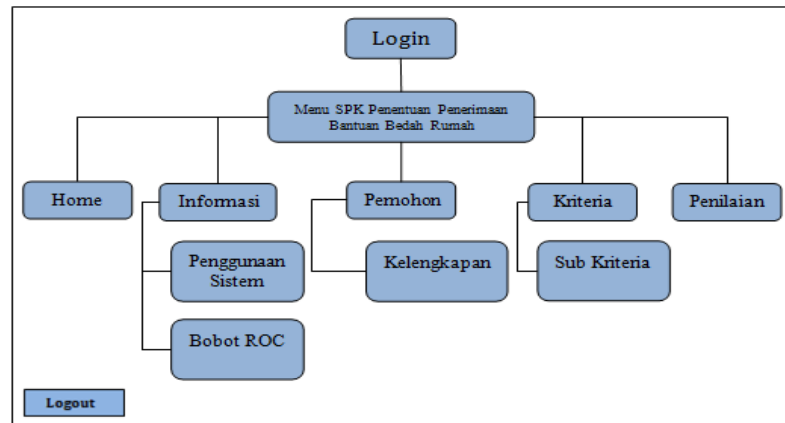 Login
Menu SPK Penentuan Penerimaan
Bantuan Bedah Rumah
Home
Informasi
Pemohon
Kriteria
Penilaian
Penggunaan
Sistem
Kelengkapan
Sub Kriteria
Bobot ROC
Logout